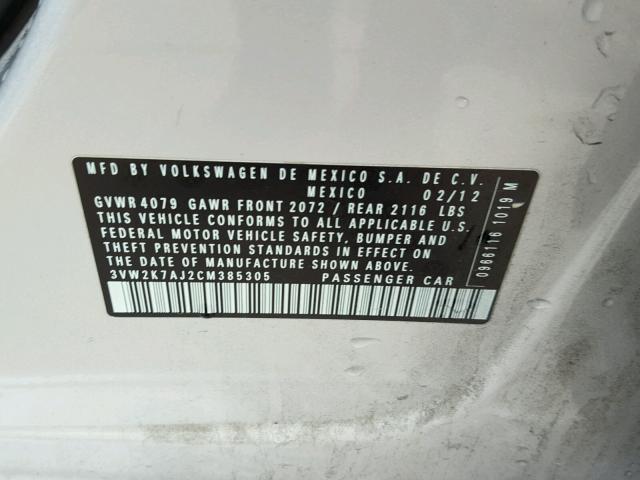 MFD BY VOLKSWAGEN DE MEXICO S.A. DE C.V.
MEXICO 02/12
GVWR 4079 GAWR FRONT 2072 / REAR 2116 LBS
THIS VEHICLE CONFORMS TO ALL APPLICABLE U.S.
FEDERAL MOTOR VEHICLE SAFETY, BUMPER AND
THEFT PREVENTION STANDARDS IN EFFECT ON
THE DATE OF MANUFACTURE SHOWN ABOVE.
3VW2K7AJ2CM385305 PASSENGER CAR
0966116 1019 M